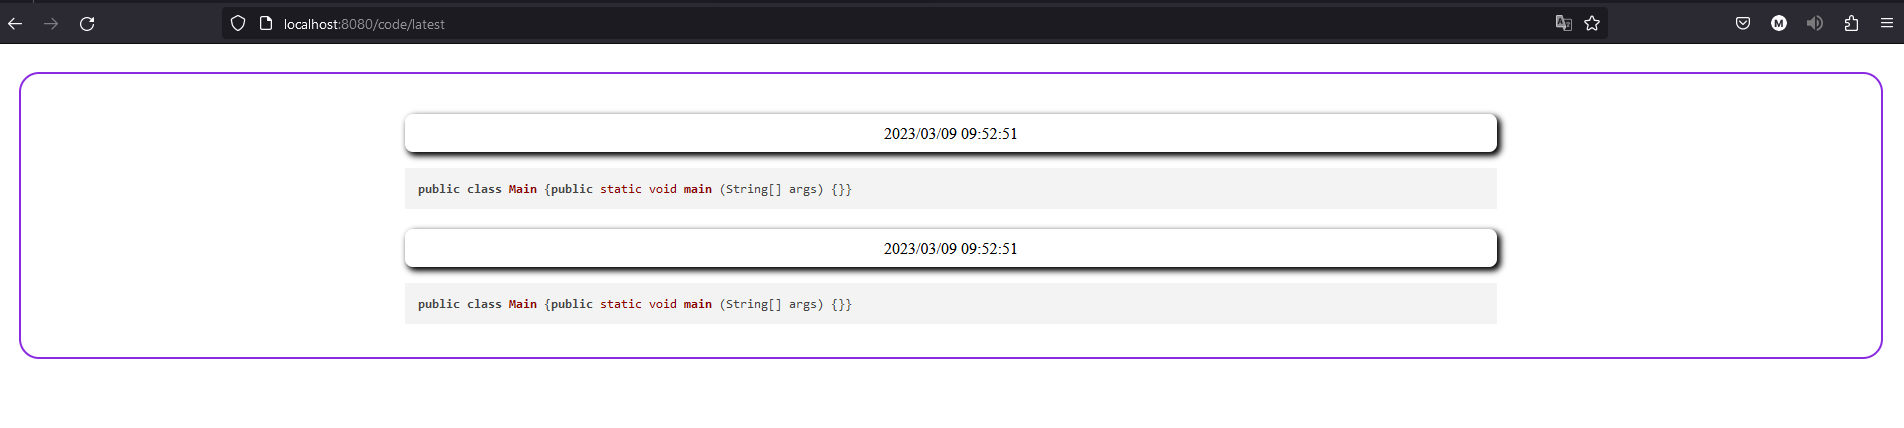 localhost:8080/code/latest
M
2023/03/09 09:52:51
public class Main {public static void main (String[] args) {}}
2023/03/09 09:52:51
public class Main {public static void main (String[] args) {}}